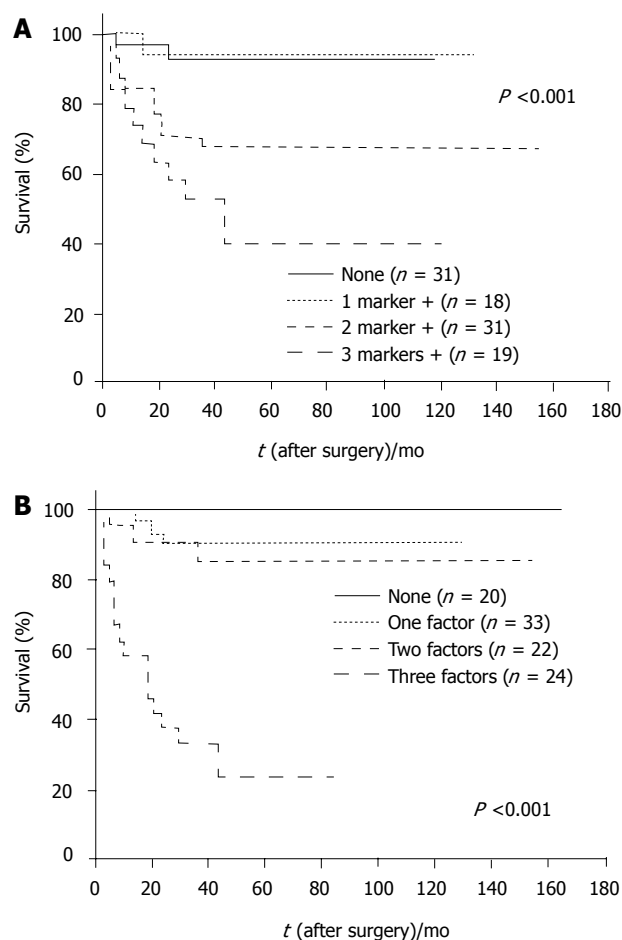 A
100
80
60
40
20
0
Survival (%)
P <0.001
None (n = 31)
1 marker + (n = 18)
2 marker + (n = 31)
3 markers + (n = 19)
0 20 40 60 80 100 120 140 160 180
t (after surgery)/mo
B
100
80
60
40
20
0
Survival (%)
None (n = 20)
One factor (n = 33)
Two factors (n = 22)
Three factors (n = 24)
P <0.001
0 20 40 60 80 100 120 140 160 180
t (after surgery)/mo